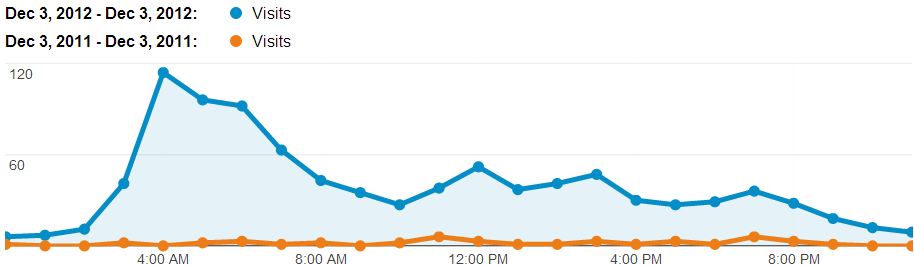 Dec 3, 2012 - Dec 3, 2012: Visits
Dec 3, 2011 - Dec 3, 2011: Visits
120
60
4:00 AM 8:00 AM 12:00 PM 4:00 PM 8:00 PM